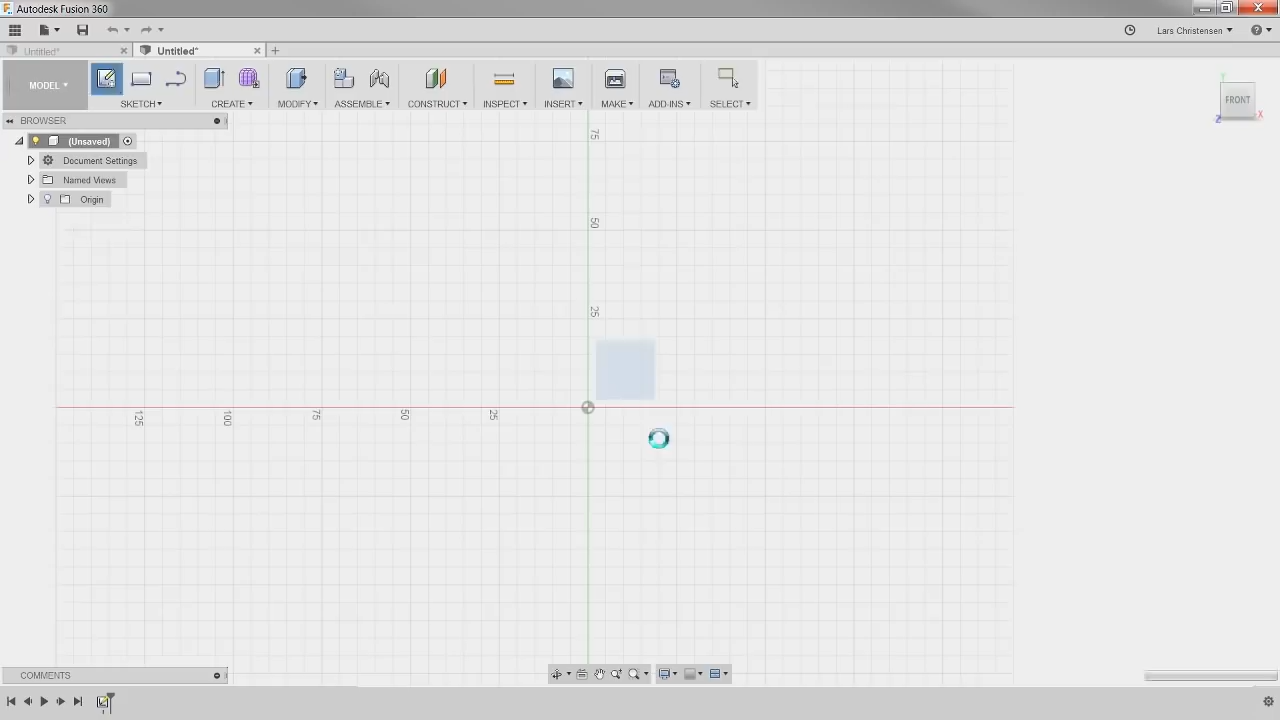 Autodesk Fusion 360
Lars Christensen
Untitled*
Untitled*
MODEL
SKETCH
CREATE
MODIFY
ASSEMBLE
CONSTRUCT
INSPECT
INSERT
MAKE
ADD-INS
SELECT
FRONT
Y
X
Z
BROWSER
(Unsaved)
Document Settings
Named Views
Origin
75
50
25
125
100
75
50
25
COMMENTS